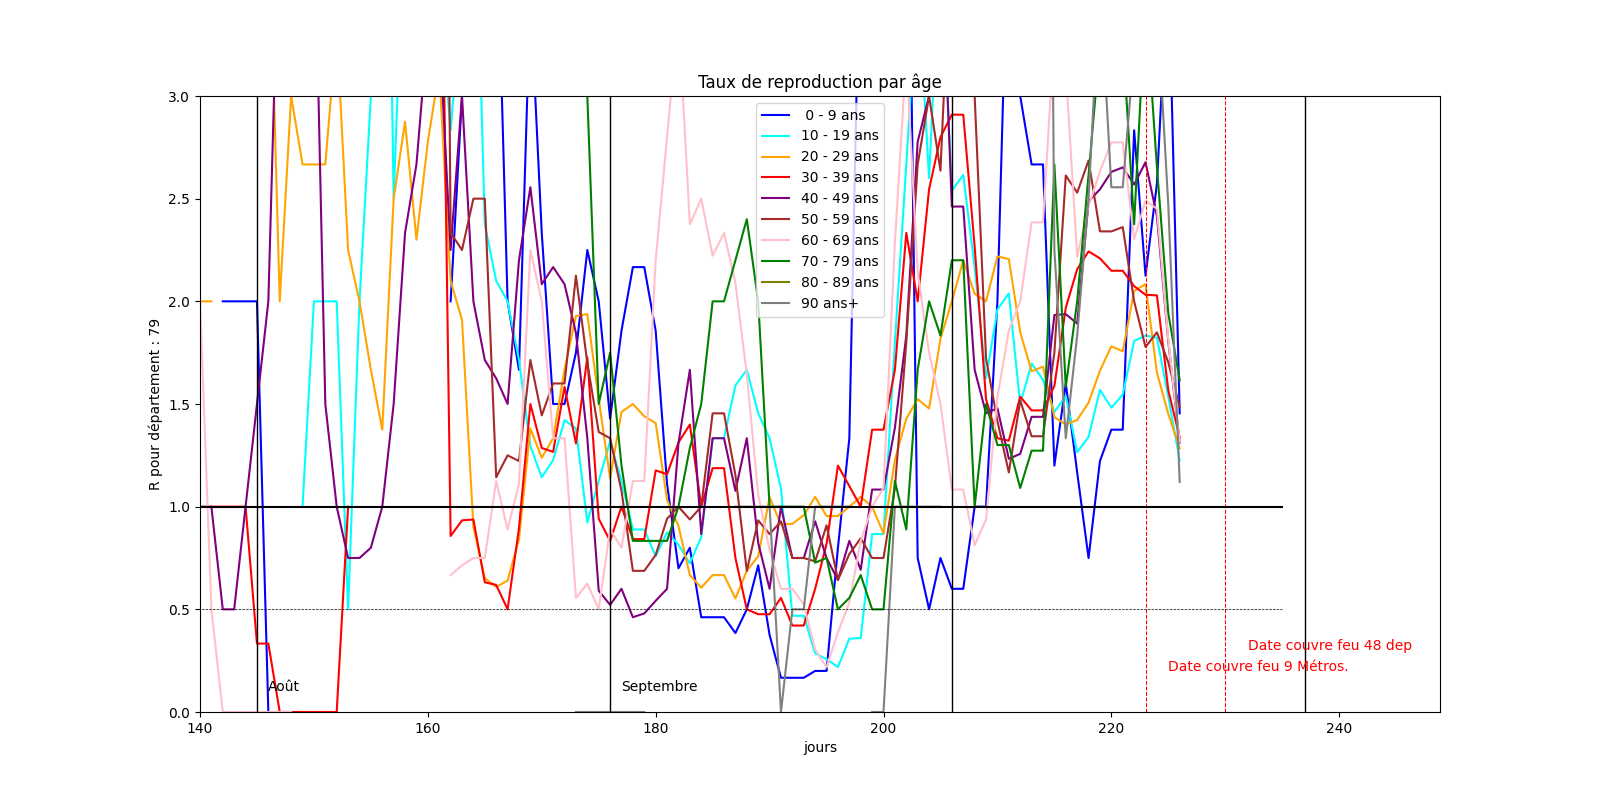 Taux de reproduction par âge
3.0
2.5
2.0
1.5
1.0
0.5
0.0
R pour département : 79
0 - 9 ans
10 - 19 ans
20 - 29 ans
30 - 39 ans
40 - 49 ans
50 - 59 ans
60 - 69 ans
70 - 79 ans
80 - 89 ans
90 ans+
Date couvre feu 48 dep
Date couvre feu 9 Métros.
Août
Septembre
140
160
180
200
220
240
jours